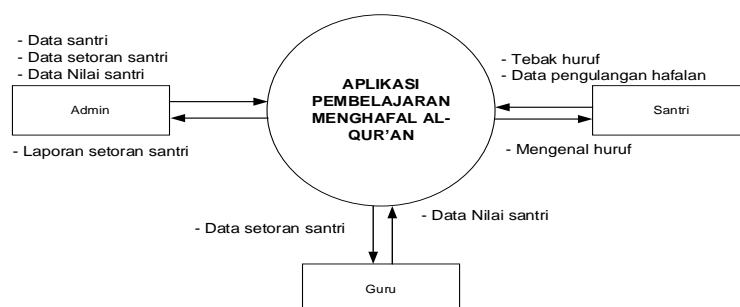 - Data santri
- Data setoran santri
- Data Nilai santri
Admin
- Laporan setoran santri
APLIKASI
PEMBELAJARAN
MENGHAFAL AL-
QUR'AN
- Tebak huruf
- Data pengulangan hafalan
Santri
- Mengenal huruf
- Data setoran santri
- Data Nilai santri
Guru